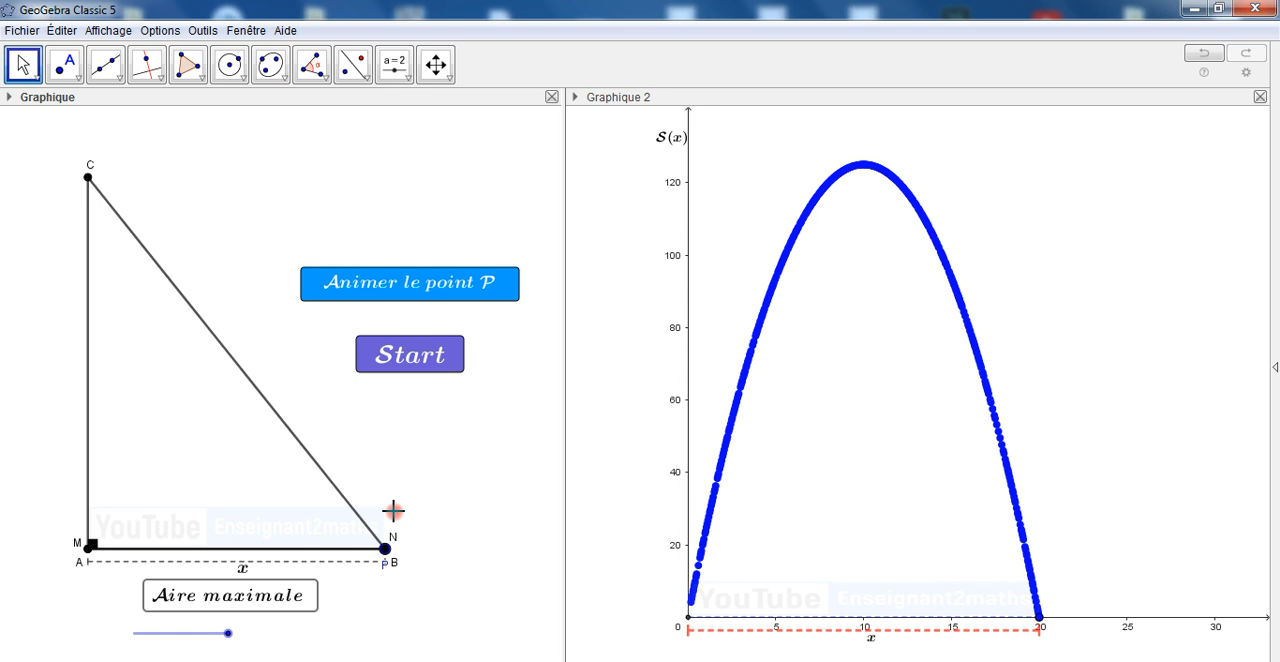 GeoGebra Classic 5
Fichier Éditer Affichage Options Outils Fenêtre Aide
A
α
a=2
Graphique
Graphique 2
C
Animer le point P
Start
YouTube Enseignant2math
M
N
A
P
B
x
Aire maximale
S(x)
120
100
80
60
40
20
YouTube Enseignant2maths
0
5
10
15
20
25
30
x